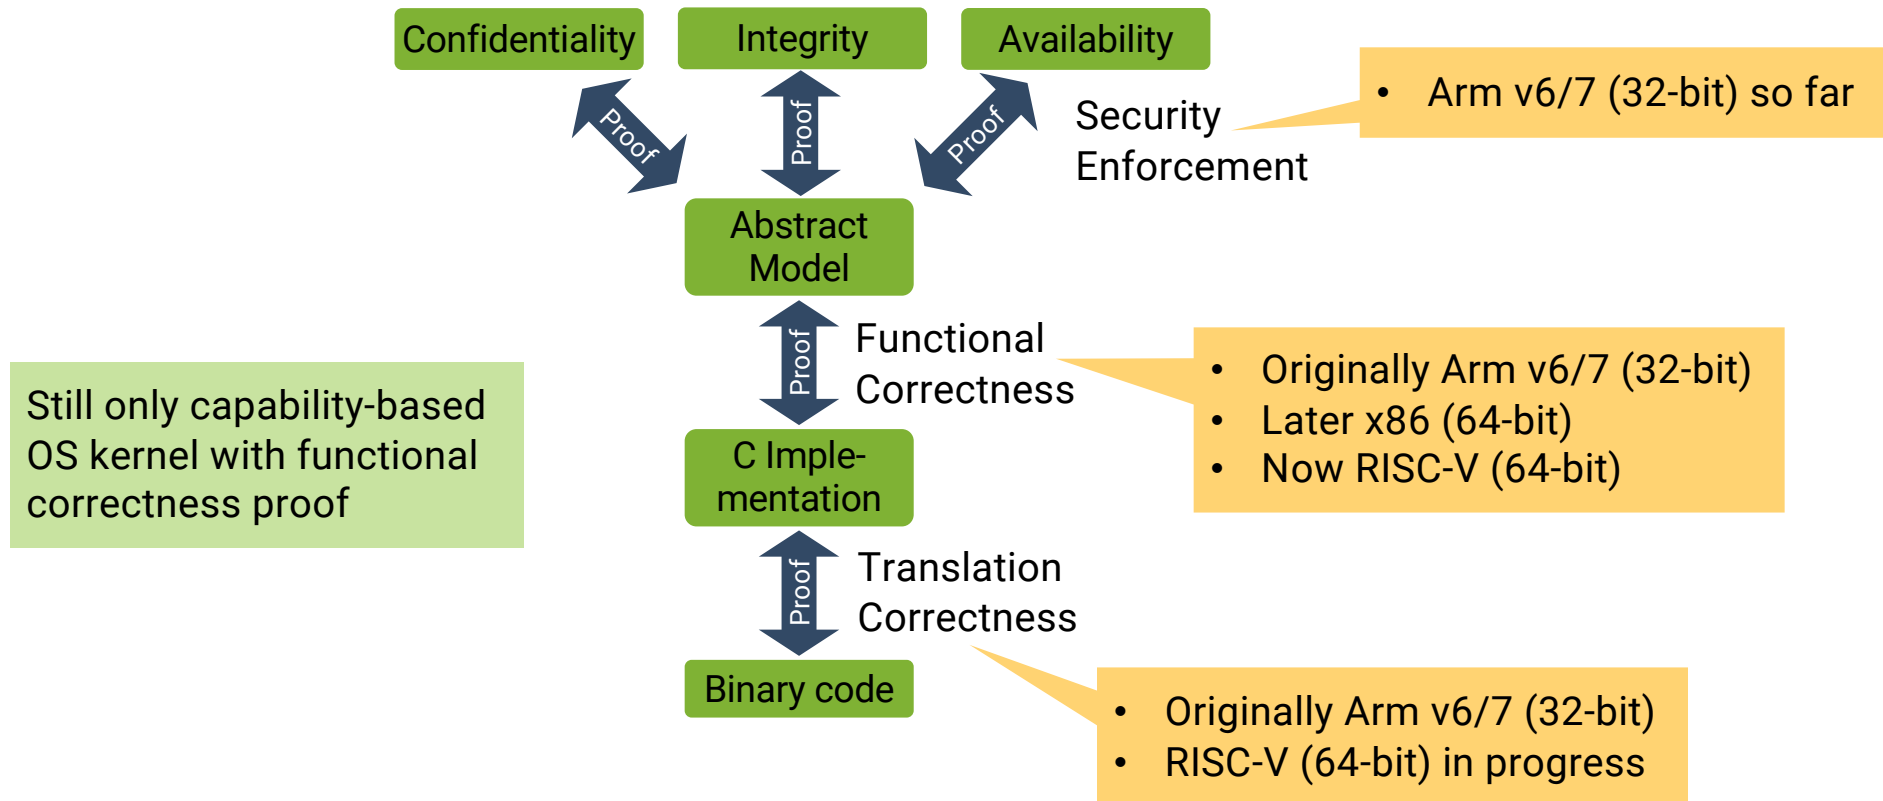 Confidentiality
Integrity
Availability
Proof
Proof
Proof
Security
Enforcement
• Arm v6/7 (32-bit) so far
Abstract
Model
Proof
Functional
Correctness
• Originally Arm v6/7 (32-bit)
• Later x86 (64-bit)
• Now RISC-V (64-bit)
Still only capability-based
OS kernel with functional
correctness proof
C Imple-
mentation
Proof
Translation
Correctness
Binary code
• Originally Arm v6/7 (32-bit)
• RISC-V (64-bit) in progress